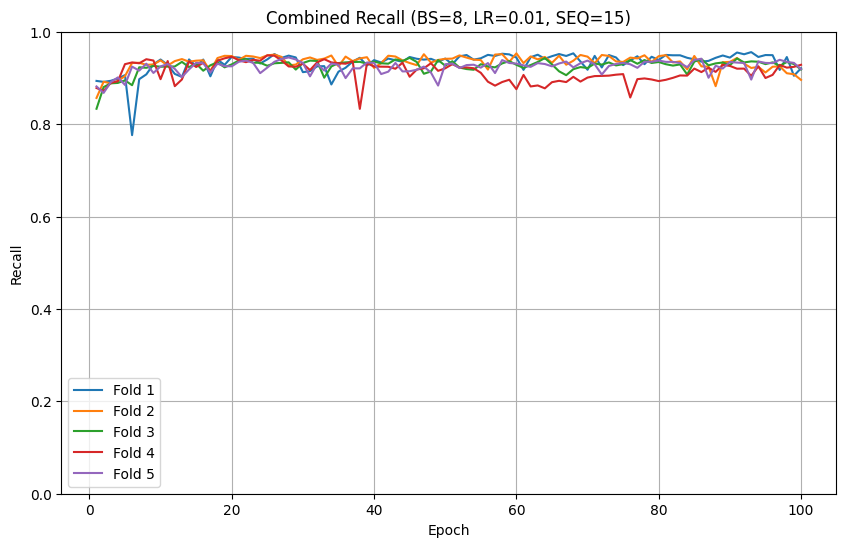 Combined Recall (BS=8, LR=0.01, SEQ=15)
1.0
0.8
0.6
0.4
0.2
0.0
Recall
Fold 1
Fold 2
Fold 3
Fold 4
Fold 5
0 20 40 60 80 100
Epoch